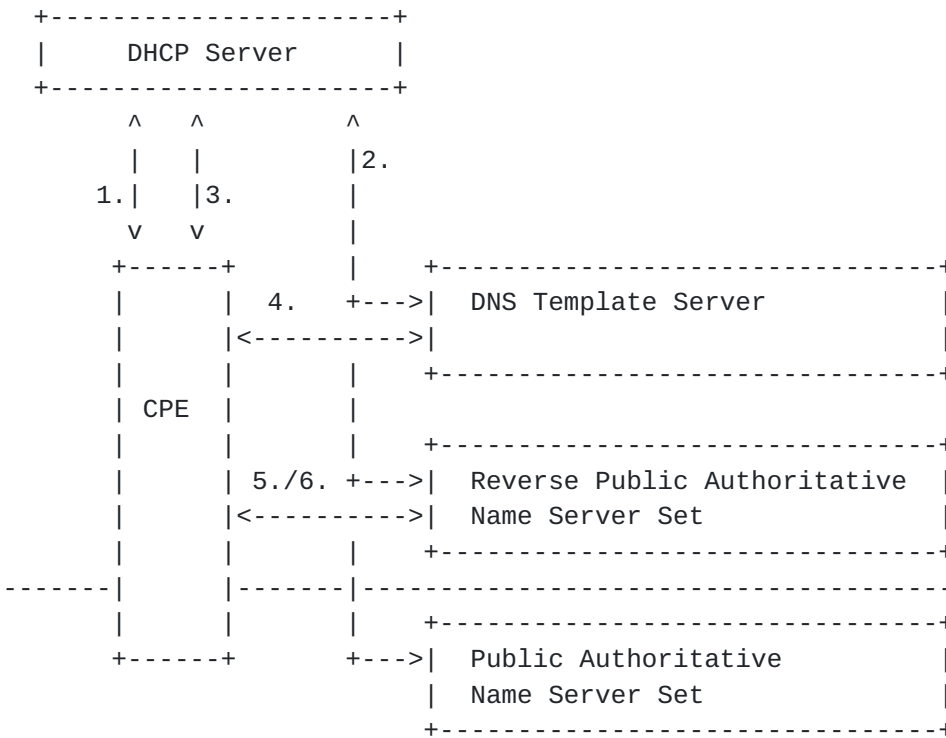 DHCP Server
2.
1. 3.
4. DNS Template Server
CPE
5./6. Reverse Public Authoritative
Name Server Set
Public Authoritative
Name Server Set